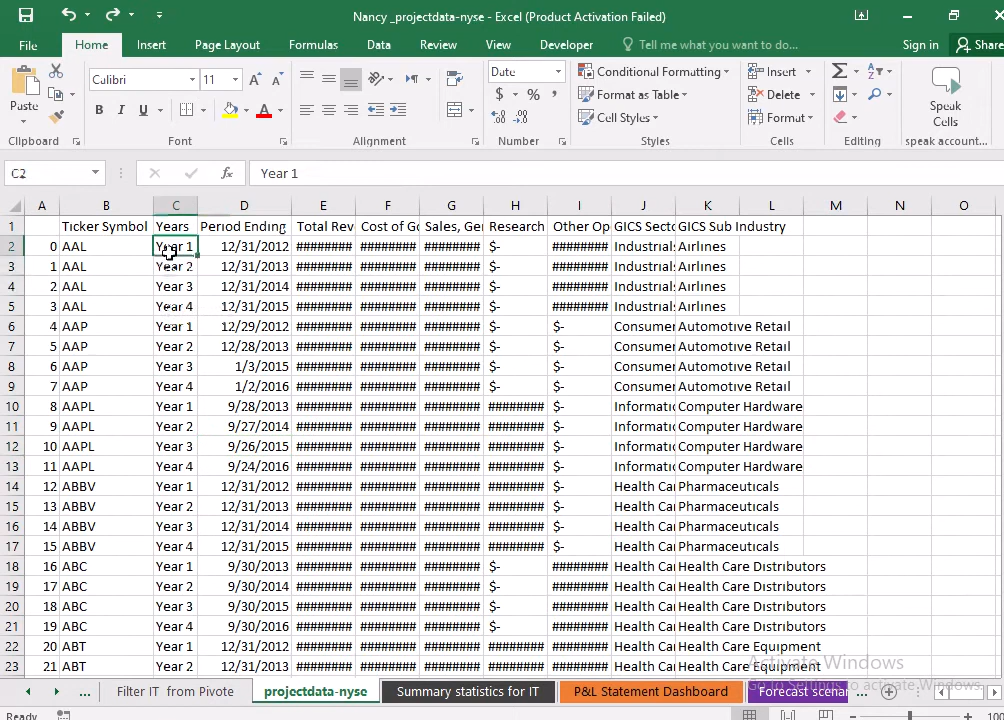 Nancy _projectdata-nyse - Excel (Product Activation Failed)
File Home Insert Page Layout Formulas Data Review View Developer Tell me what you want to do... Sign in Share
Paste Calibri 11 Date Conditional Formatting Insert
B I U $ % , Format as Table Delete Speak
Cell Styles Format Cells
Clipboard Font Alignment Number Styles Cells Editing speak account...
C2 fx Year 1
A B C D E F G H I J K L M N O
1 Ticker Symbol Years Period Ending Total Rev Cost of Go Sales, Ger Research Other Op GICS Secto GICS Sub Industry
2 0 AAL Year 1 12/31/2012 ######## ######## ######## $- ######## Industrials Airlines
3 1 AAL Year 2 12/31/2013 ######## ######## ######## $- ######## Industrials Airlines
4 2 AAL Year 3 12/31/2014 ######## ######## ######## $- ######## Industrials Airlines
5 3 AAL Year 4 12/31/2015 ######## ######## ######## $- ######## Industrials Airlines
6 4 AAP Year 1 12/29/2012 ######## ######## ######## $- $- Consumer Automotive Retail
7 5 AAP Year 2 12/28/2013 ######## ######## ######## $- $- Consumer Automotive Retail
8 6 AAP Year 3 1/3/2015 ######## ######## ######## $- $- Consumer Automotive Retail
9 7 AAP Year 4 1/2/2016 ######## ######## ######## $- $- Consumer Automotive Retail
10 8 AAPL Year 1 9/28/2013 ######## ######## ######## ######## $- Informatio Computer Hardware
11 9 AAPL Year 2 9/27/2014 ######## ######## ######## ######## $- Informatio Computer Hardware
12 10 AAPL Year 3 9/26/2015 ######## ######## ######## ######## $- Informatio Computer Hardware
13 11 AAPL Year 4 9/24/2016 ######## ######## ######## ######## $- Informatio Computer Hardware
14 12 ABBV Year 1 12/31/2012 ######## ######## ######## ######## $- Health Car Pharmaceuticals
15 13 ABBV Year 2 12/31/2013 ######## ######## ######## ######## $- Health Car Pharmaceuticals
16 14 ABBV Year 3 12/31/2014 ######## ######## ######## ######## $- Health Car Pharmaceuticals
17 15 ABBV Year 4 12/31/2015 ######## ######## ######## ######## $- Health Car Pharmaceuticals
18 16 ABC Year 1 9/30/2013 ######## ######## ######## $- ######## Health Car Health Care Distributors
19 17 ABC Year 2 9/30/2014 ######## ######## ######## $- ######## Health Car Health Care Distributors
20 18 ABC Year 3 9/30/2015 ######## ######## ######## $- ######## Health Car Health Care Distributors
21 19 ABC Year 4 9/30/2016 ######## ######## ######## $- ######## Health Car Health Care Distributors
22 20 ABT Year 1 12/31/2012 ######## ######## ######## ######## ######## Health Car Health Care Equipment
23 21 ABT Year 2 12/31/2013 ######## ######## ######## ######## ######## Health Car Health Care Equipment
Activate Windows
Go to Settings to activate Windows.
... Filter IT from Pivote projectdata-nyse Summary statistics for IT P&L Statement Dashboard Forecast scenar ...
Ready 100